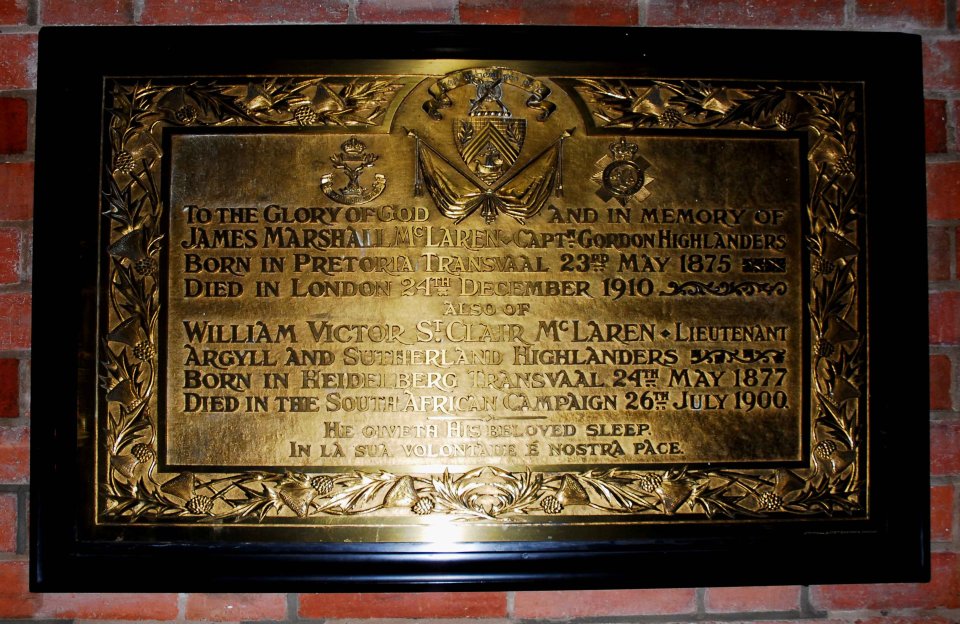 TO THE GLORY OF GOD AND IN MEMORY OF
JAMES MARSHALL McLAREN · CAPTN. GORDON HIGHLANDERS
BORN IN PRETORIA TRANSVAAL 23RD MAY 1875
DIED IN LONDON 24TH DECEMBER 1910
ALSO OF
WILLIAM VICTOR ST. CLAIR McLAREN · LIEUTENANT
ARGYLL AND SUTHERLAND HIGHLANDERS
BORN IN HEIDELBERG TRANSVAAL 24TH MAY 1877
DIED IN THE SOUTH AFRICAN CAMPAIGN 26TH JULY 1900.
HE GIVETH HIS BELOVED SLEEP.
IN LA SUA VOLONTADE É NOSTRA PACE.